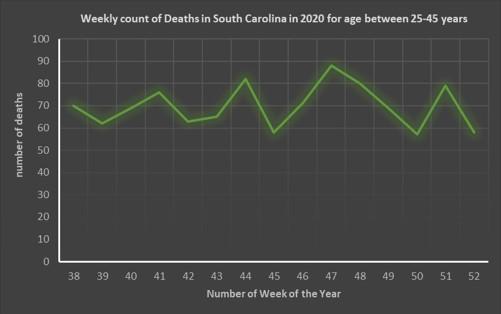 Weekly count of Deaths in South Carolina in 2020 for age between 25-45 years
100
90
80
70
60
50
40
30
20
10
0
number of deaths
38 39 40 41 42 43 44 45 46 47 48 49 50 51 52
Number of Week of the Year